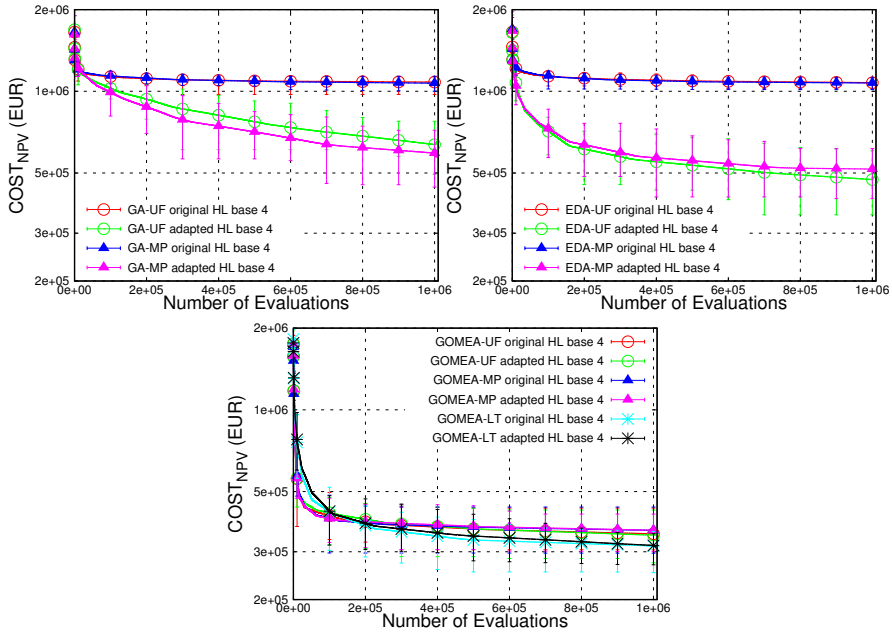 2e+06
1e+06
5e+05
3e+05
2e+05
COST_NPV (EUR)
GA-UF original HL base 4
GA-UF adapted HL base 4
GA-MP original HL base 4
GA-MP adapted HL base 4
0e+00 2e+05 4e+05 6e+05 8e+05 1e+06
Number of Evaluations
2e+06
1e+06
5e+05
3e+05
2e+05
COST_NPV (EUR)
EDA-UF original HL base 4
EDA-UF adapted HL base 4
EDA-MP original HL base 4
EDA-MP adapted HL base 4
0e+00 2e+05 4e+05 6e+05 8e+05 1e+06
Number of Evaluations
2e+06
1e+06
5e+05
3e+05
2e+05
COST_NPV (EUR)
GOMEA-UF original HL base 4
GOMEA-UF adapted HL base 4
GOMEA-MP original HL base 4
GOMEA-MP adapted HL base 4
GOMEA-LT original HL base 4
GOMEA-LT adapted HL base 4
0e+00 2e+05 4e+05 6e+05 8e+05 1e+06
Number of Evaluations